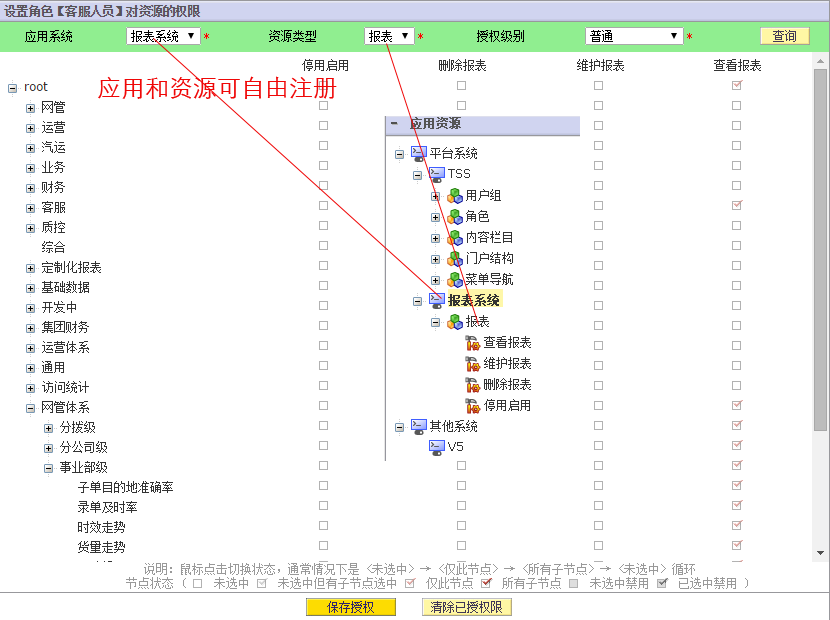 设置角色【客服人员】对资源的权限
应用系统 报表系统 * 资源类型 报表 * 授权级别 普通 * 查询
停用启用 删除报表 维护报表 查看报表
应用和资源可自由注册
root
网管
运营
汽运
业务
财务
客服
质控
综合
定制化报表
基础数据
开发中
集团财务
运营体系
通用
访问统计
网管体系
分拨级
分公司级
事业部级
子单目的地准确率
录单及时率
时效走势
货量走势
应用资源
平台系统
TSS
用户组
角色
内容栏目
门户结构
菜单导航
报表系统
报表
查看报表
维护报表
删除报表
停用启用
其他系统
V5
说明: 鼠标点击切换状态, 通常情况下是 <未选中> → <仅此节点> → <所有子节点> → <未选中> 循环
节点状态 ( 未选中 未选中但有子节点选中 仅此节点 所有子节点 未选中禁用 已选中禁用 )
保存授权 清除已授权限